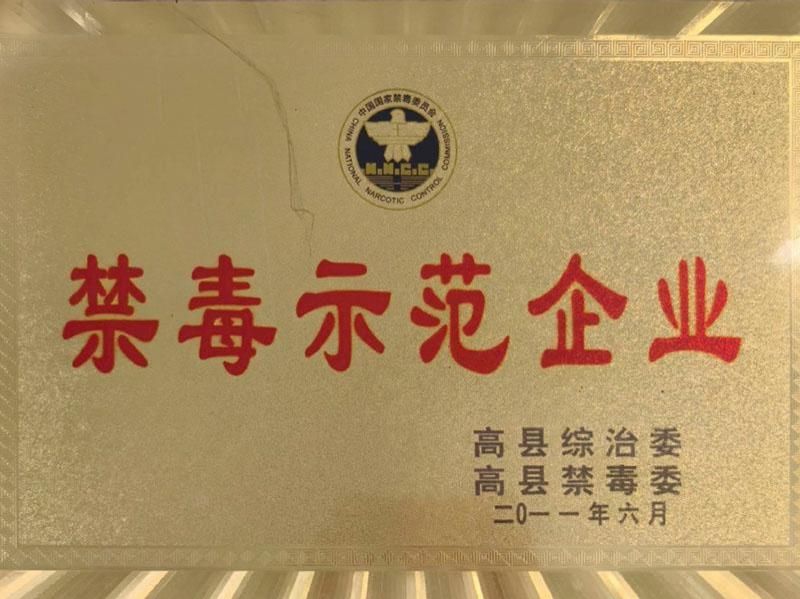 中国国家禁毒委员会
N.N.C.C
CHINA NATIONAL NARCOTIC CONTROL COMMISSION
禁毒示范企业
高县综治委
高县禁毒委
二0一一年六月